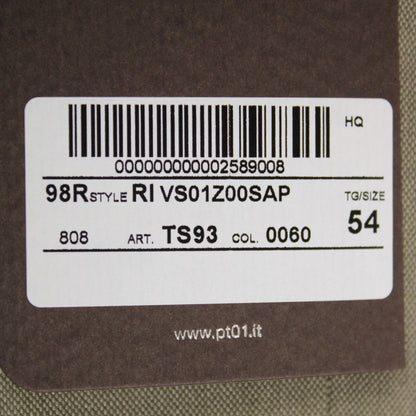 HQ
000000000002589008
98R STYLE RI VS01Z00SAP
TG/SIZE
54
808 ART. TS93 COL. 0060
www.pt01.it